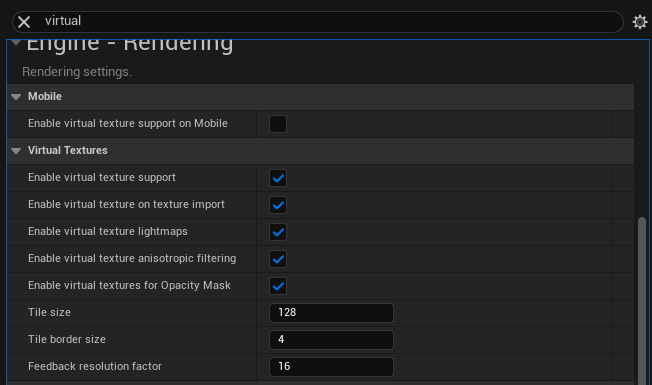 virtual
Engine - Rendering
Rendering settings.
Mobile
Enable virtual texture support on Mobile
Virtual Textures
Enable virtual texture support
Enable virtual texture on texture import
Enable virtual texture lightmaps
Enable virtual texture anisotropic filtering
Enable virtual textures for Opacity Mask
Tile size 128
Tile border size 4
Feedback resolution factor 16